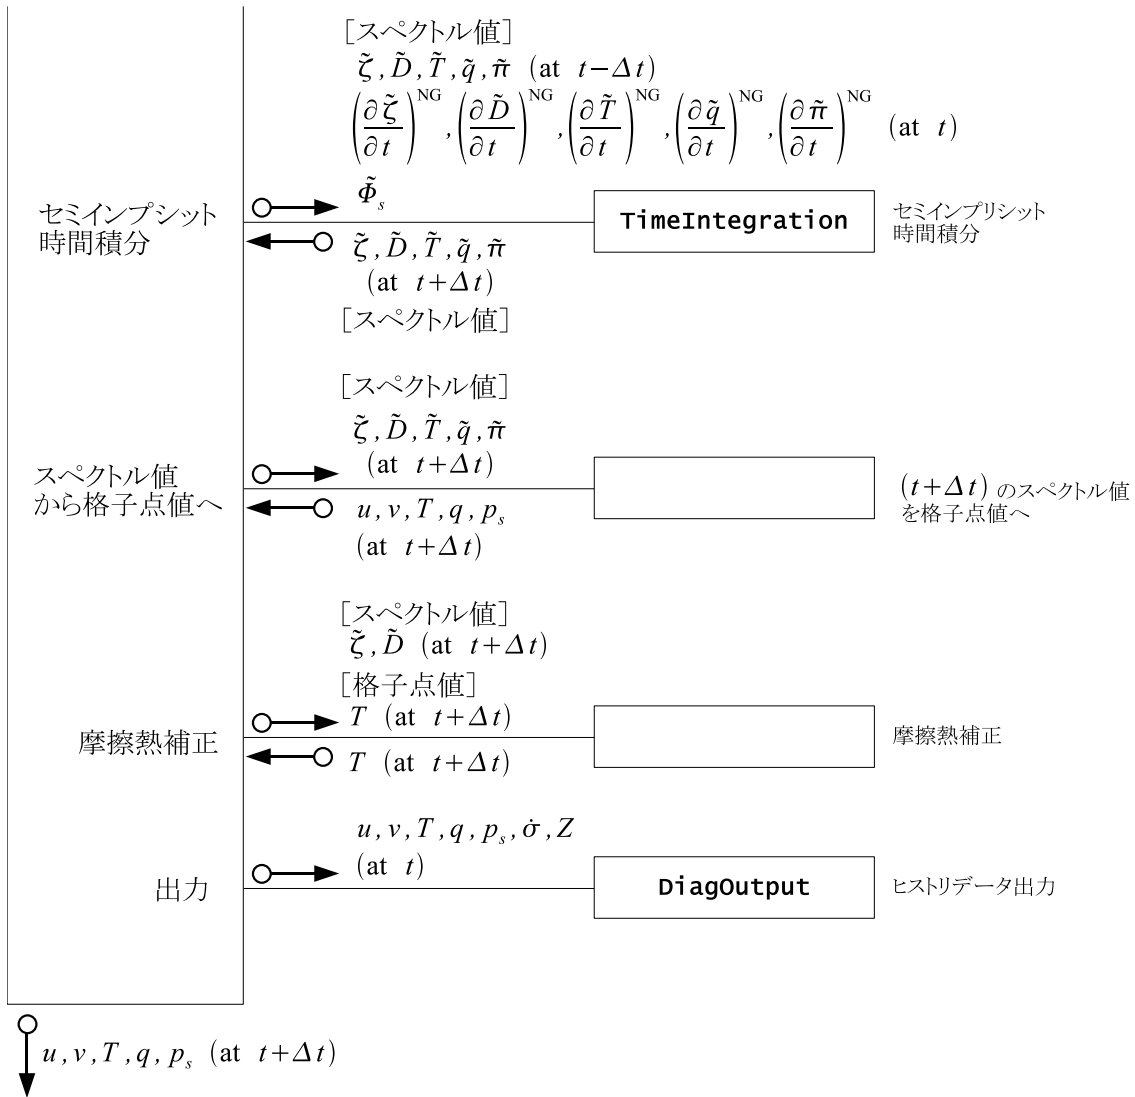 [スペクトル値]
ζ̃, D̃, T̃, q̃, π̃ (at t−Δt)
(∂ζ̃/∂t)^NG, (∂D̃/∂t)^NG, (∂T̃/∂t)^NG, (∂q̃/∂t)^NG, (∂π̃/∂t)^NG (at t)
Φ̃_s
セミインプシット
時間積分
TimeIntegration
セミインプリシット
時間積分
ζ̃, D̃, T̃, q̃, π̃
(at t+Δt)
[スペクトル値]
[スペクトル値]
ζ̃, D̃, T̃, q̃, π̃
(at t+Δt)
スペクトル値
から格子点値へ
(t+Δt) のスペクトル値
を格子点値へ
u, v, T, q, p_s
(at t+Δt)
[スペクトル値]
ζ̃, D̃ (at t+Δt)
[格子点値]
T (at t+Δt)
摩擦熱補正
摩擦熱補正
T (at t+Δt)
u, v, T, q, p_s, σ̇, Z
(at t)
出力
DiagOutput
ヒストリデータ出力
u, v, T, q, p_s (at t+Δt)